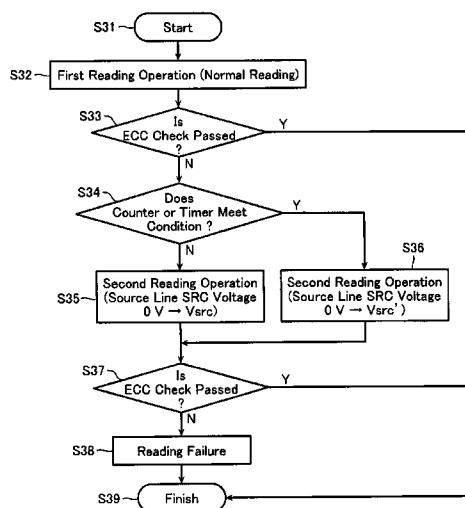 S31
Start
S32
First Reading Operation (Normal Reading)
S33
Is
ECC Check Passed
?
Y
N
S34
Does
Counter or Timer Meet
Condition ?
Y
N
S36
S35
Second Reading Operation
(Source Line SRC Voltage
0 V → Vsrc)
Second Reading Operation
(Source Line SRC Voltage
0 V → Vsrc')
S37
Is
ECC Check Passed
?
Y
N
S38
Reading Failure
S39
Finish